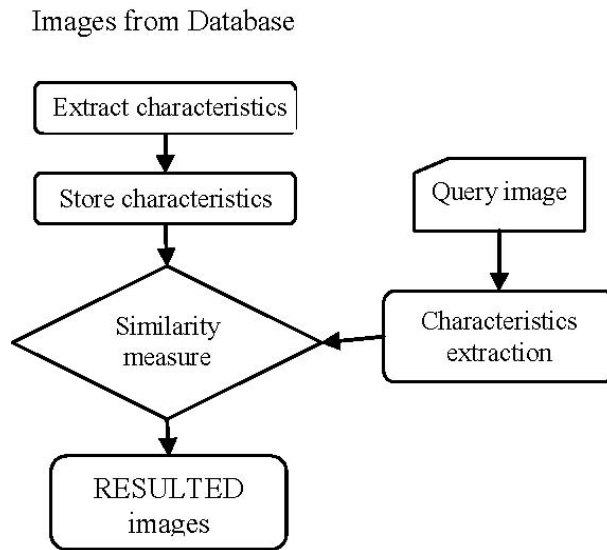 Images from Database
Extract characteristics
Store characteristics
Query image
Similarity
measure
Characteristics
extraction
RESULTED
images